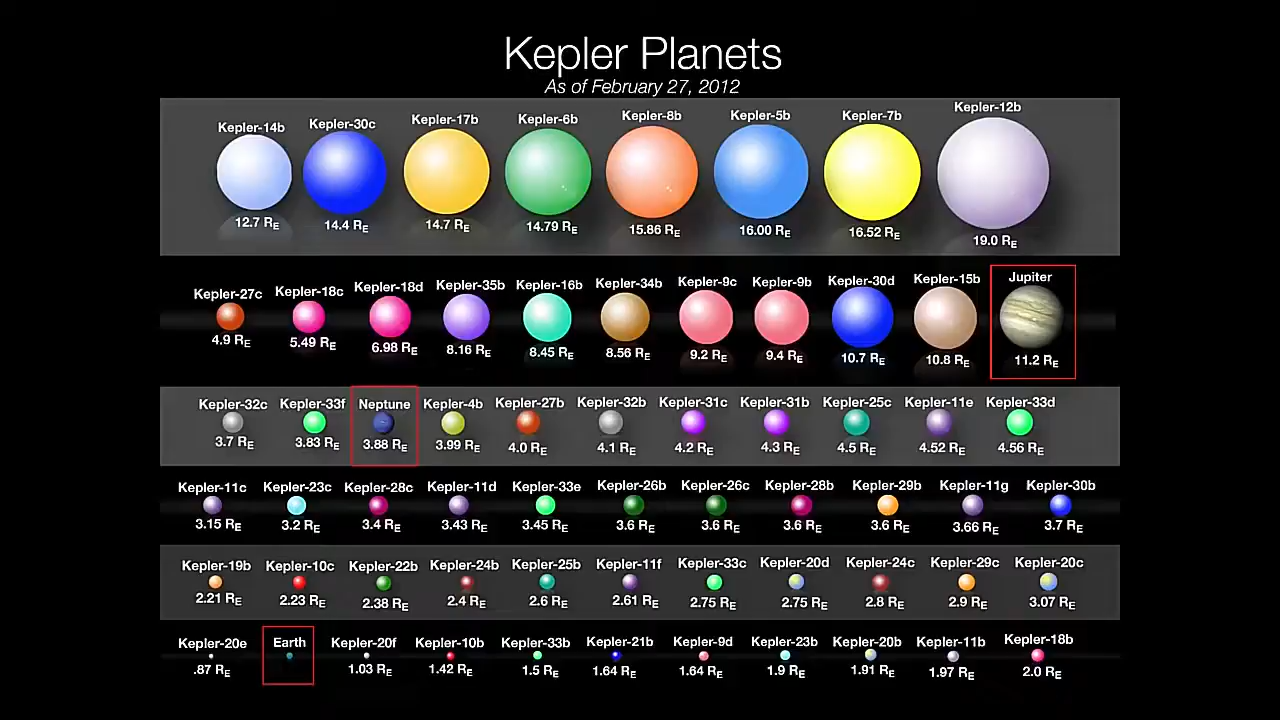 Kepler Planets
As of February 27, 2012
Kepler-14b Kepler-30c Kepler-17b Kepler-6b Kepler-8b Kepler-5b Kepler-7b Kepler-12b
12.7 RE 14.4 RE 14.7 RE 14.79 RE 15.86 RE 16.00 RE 16.52 RE 19.0 RE
Kepler-27c Kepler-18c Kepler-18d Kepler-35b Kepler-16b Kepler-34b Kepler-9c Kepler-9b Kepler-30d Kepler-15b Jupiter
4.9 RE 5.49 RE 6.98 RE 8.16 RE 8.45 RE 8.56 RE 9.2 RE 9.4 RE 10.7 RE 10.8 RE 11.2 RE
Kepler-32c Kepler-33f Neptune Kepler-4b Kepler-27b Kepler-32b Kepler-31c Kepler-31b Kepler-25c Kepler-11e Kepler-33d
3.7 RE 3.83 RE 3.88 RE 3.99 RE 4.0 RE 4.1 RE 4.2 RE 4.3 RE 4.5 RE 4.52 RE 4.56 RE
Kepler-11c Kepler-23c Kepler-28c Kepler-11d Kepler-33e Kepler-26b Kepler-26c Kepler-28b Kepler-29b Kepler-11g Kepler-30b
3.15 RE 3.2 RE 3.4 RE 3.43 RE 3.45 RE 3.6 RE 3.6 RE 3.6 RE 3.6 RE 3.66 RE 3.7 RE
Kepler-19b Kepler-10c Kepler-22b Kepler-24b Kepler-25b Kepler-11f Kepler-33c Kepler-20d Kepler-24c Kepler-29c Kepler-20c
2.21 RE 2.23 RE 2.38 RE 2.4 RE 2.6 RE 2.61 RE 2.75 RE 2.75 RE 2.8 RE 2.9 RE 3.07 RE
Kepler-20e Earth Kepler-20f Kepler-10b Kepler-33b Kepler-21b Kepler-9d Kepler-23b Kepler-20b Kepler-11b Kepler-18b
.87 RE 1.03 RE 1.42 RE 1.5 RE 1.64 RE 1.64 RE 1.9 RE 1.91 RE 1.97 RE 2.0 RE